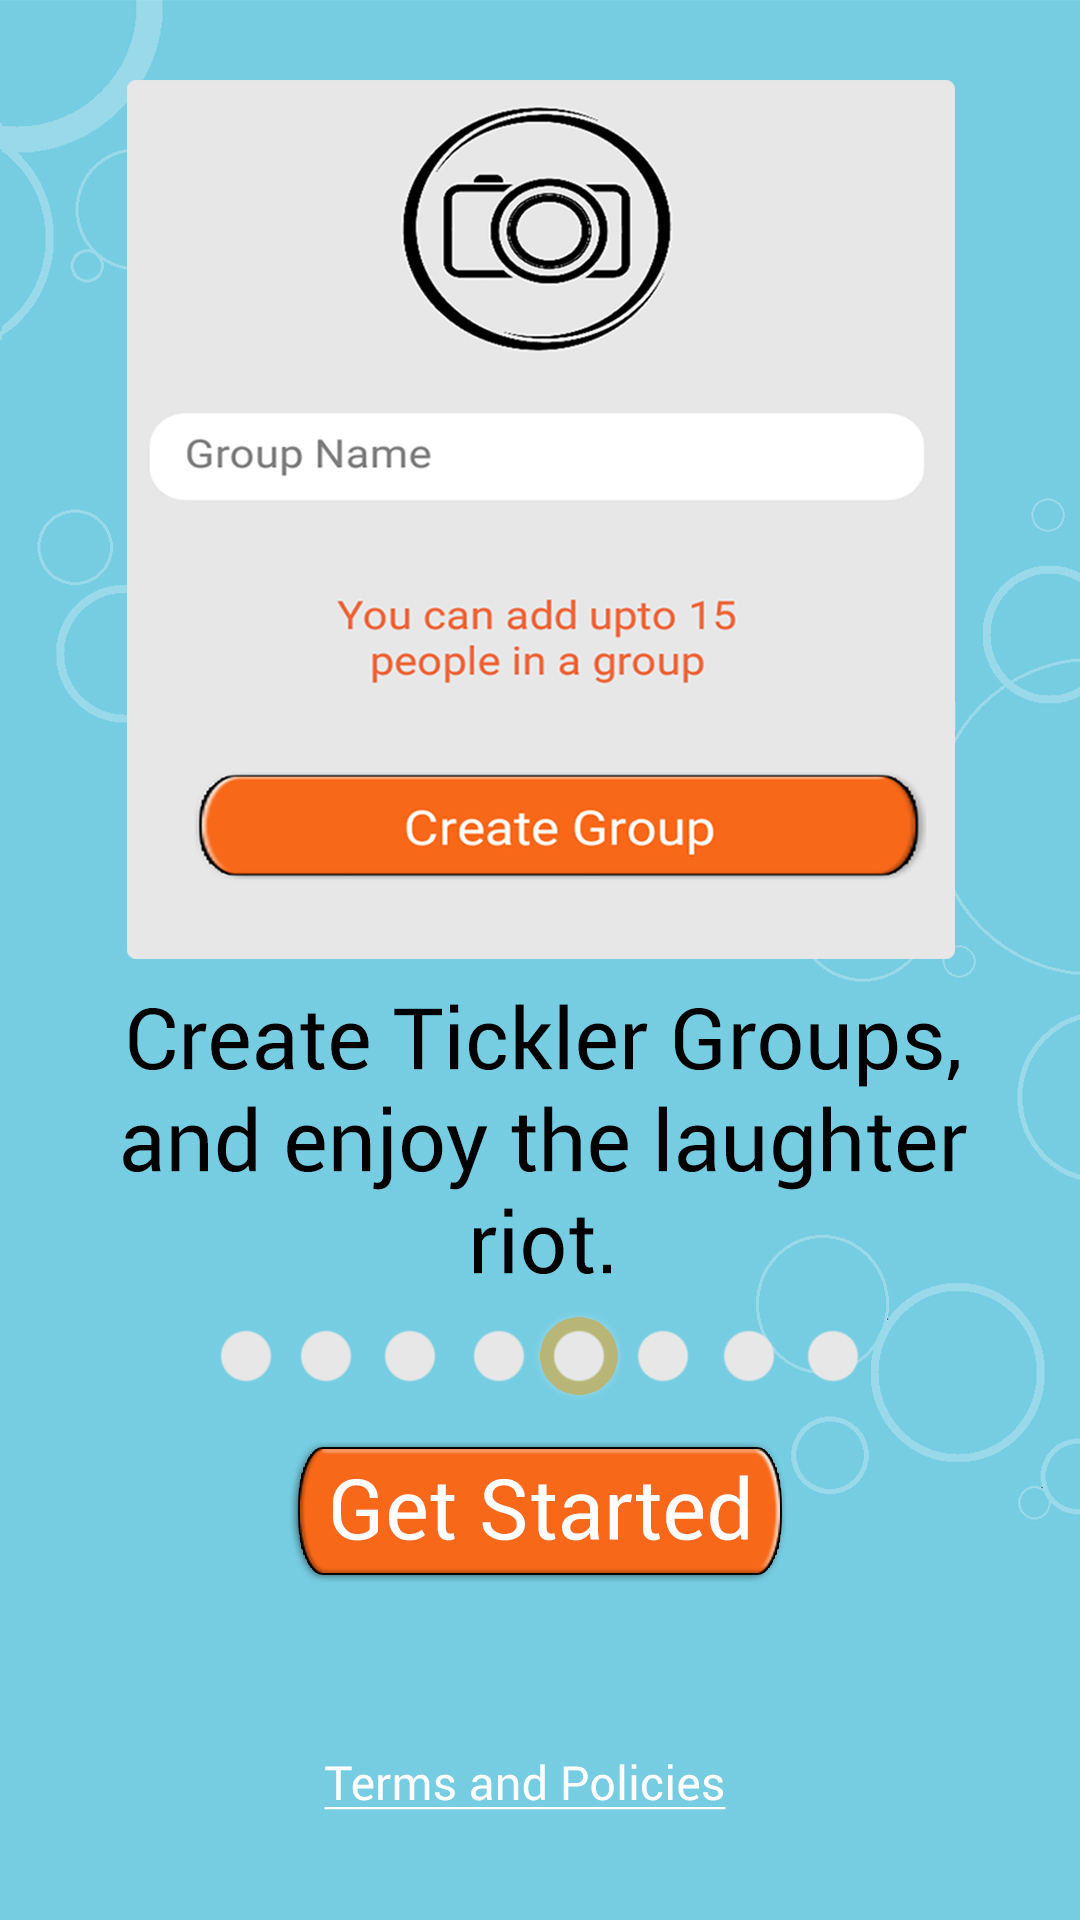 Group Name
You can add upto 15
people in a group
Create Group
Create Tickler Groups,
and enjoy the laughter
riot.
Get Started
Terms and Policies